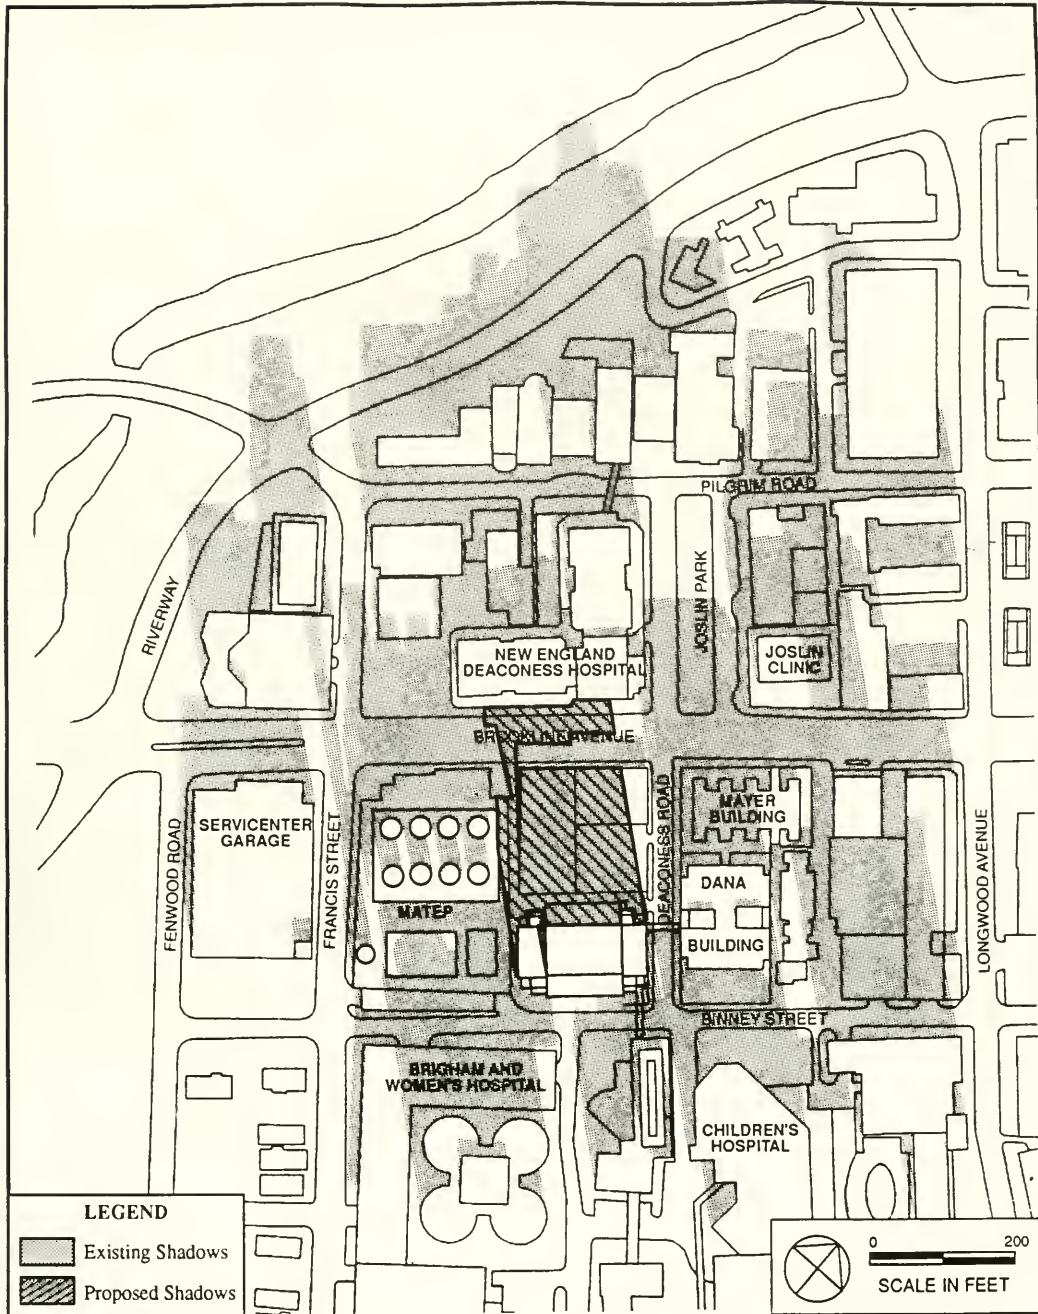 PILGRIM ROAD
RIVERWAY
JOSLIN PARK
NEW ENGLAND
DEACONESS HOSPITAL
JOSLIN
CLINIC
BROOKLINE AVENUE
SERVICENTER
GARAGE
MAYER
BUILDING
FENWOOD ROAD
FRANCIS STREET
DEACONESS ROAD
LONGWOOD AVENUE
DANA
BUILDING
MATEP
BINNEY STREET
BRIGHAM AND
WOMEN'S HOSPITAL
CHILDREN'S
HOSPITAL
LEGEND
Existing Shadows
Proposed Shadows
0 200
SCALE IN FEET